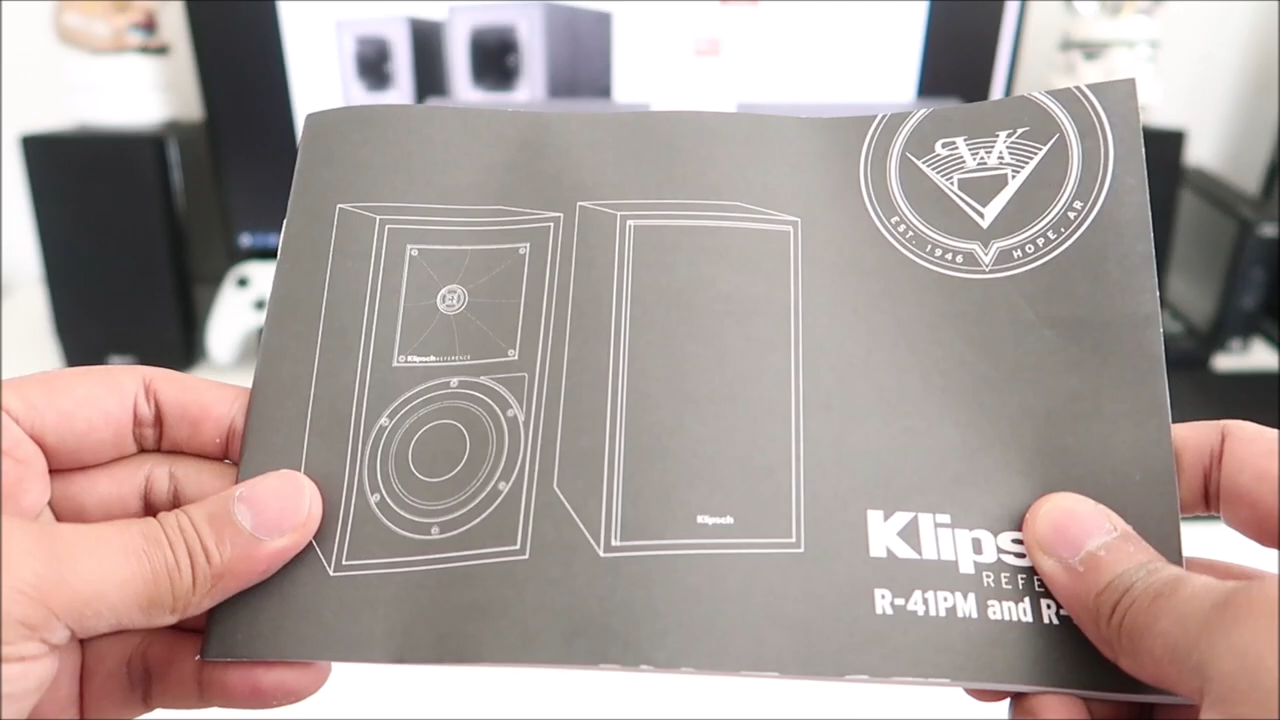 PWK
EST. 1946 HOPE, AR
Klipsch REFERENCE
Klipsch
Klips
REFE
R-41PM and R-